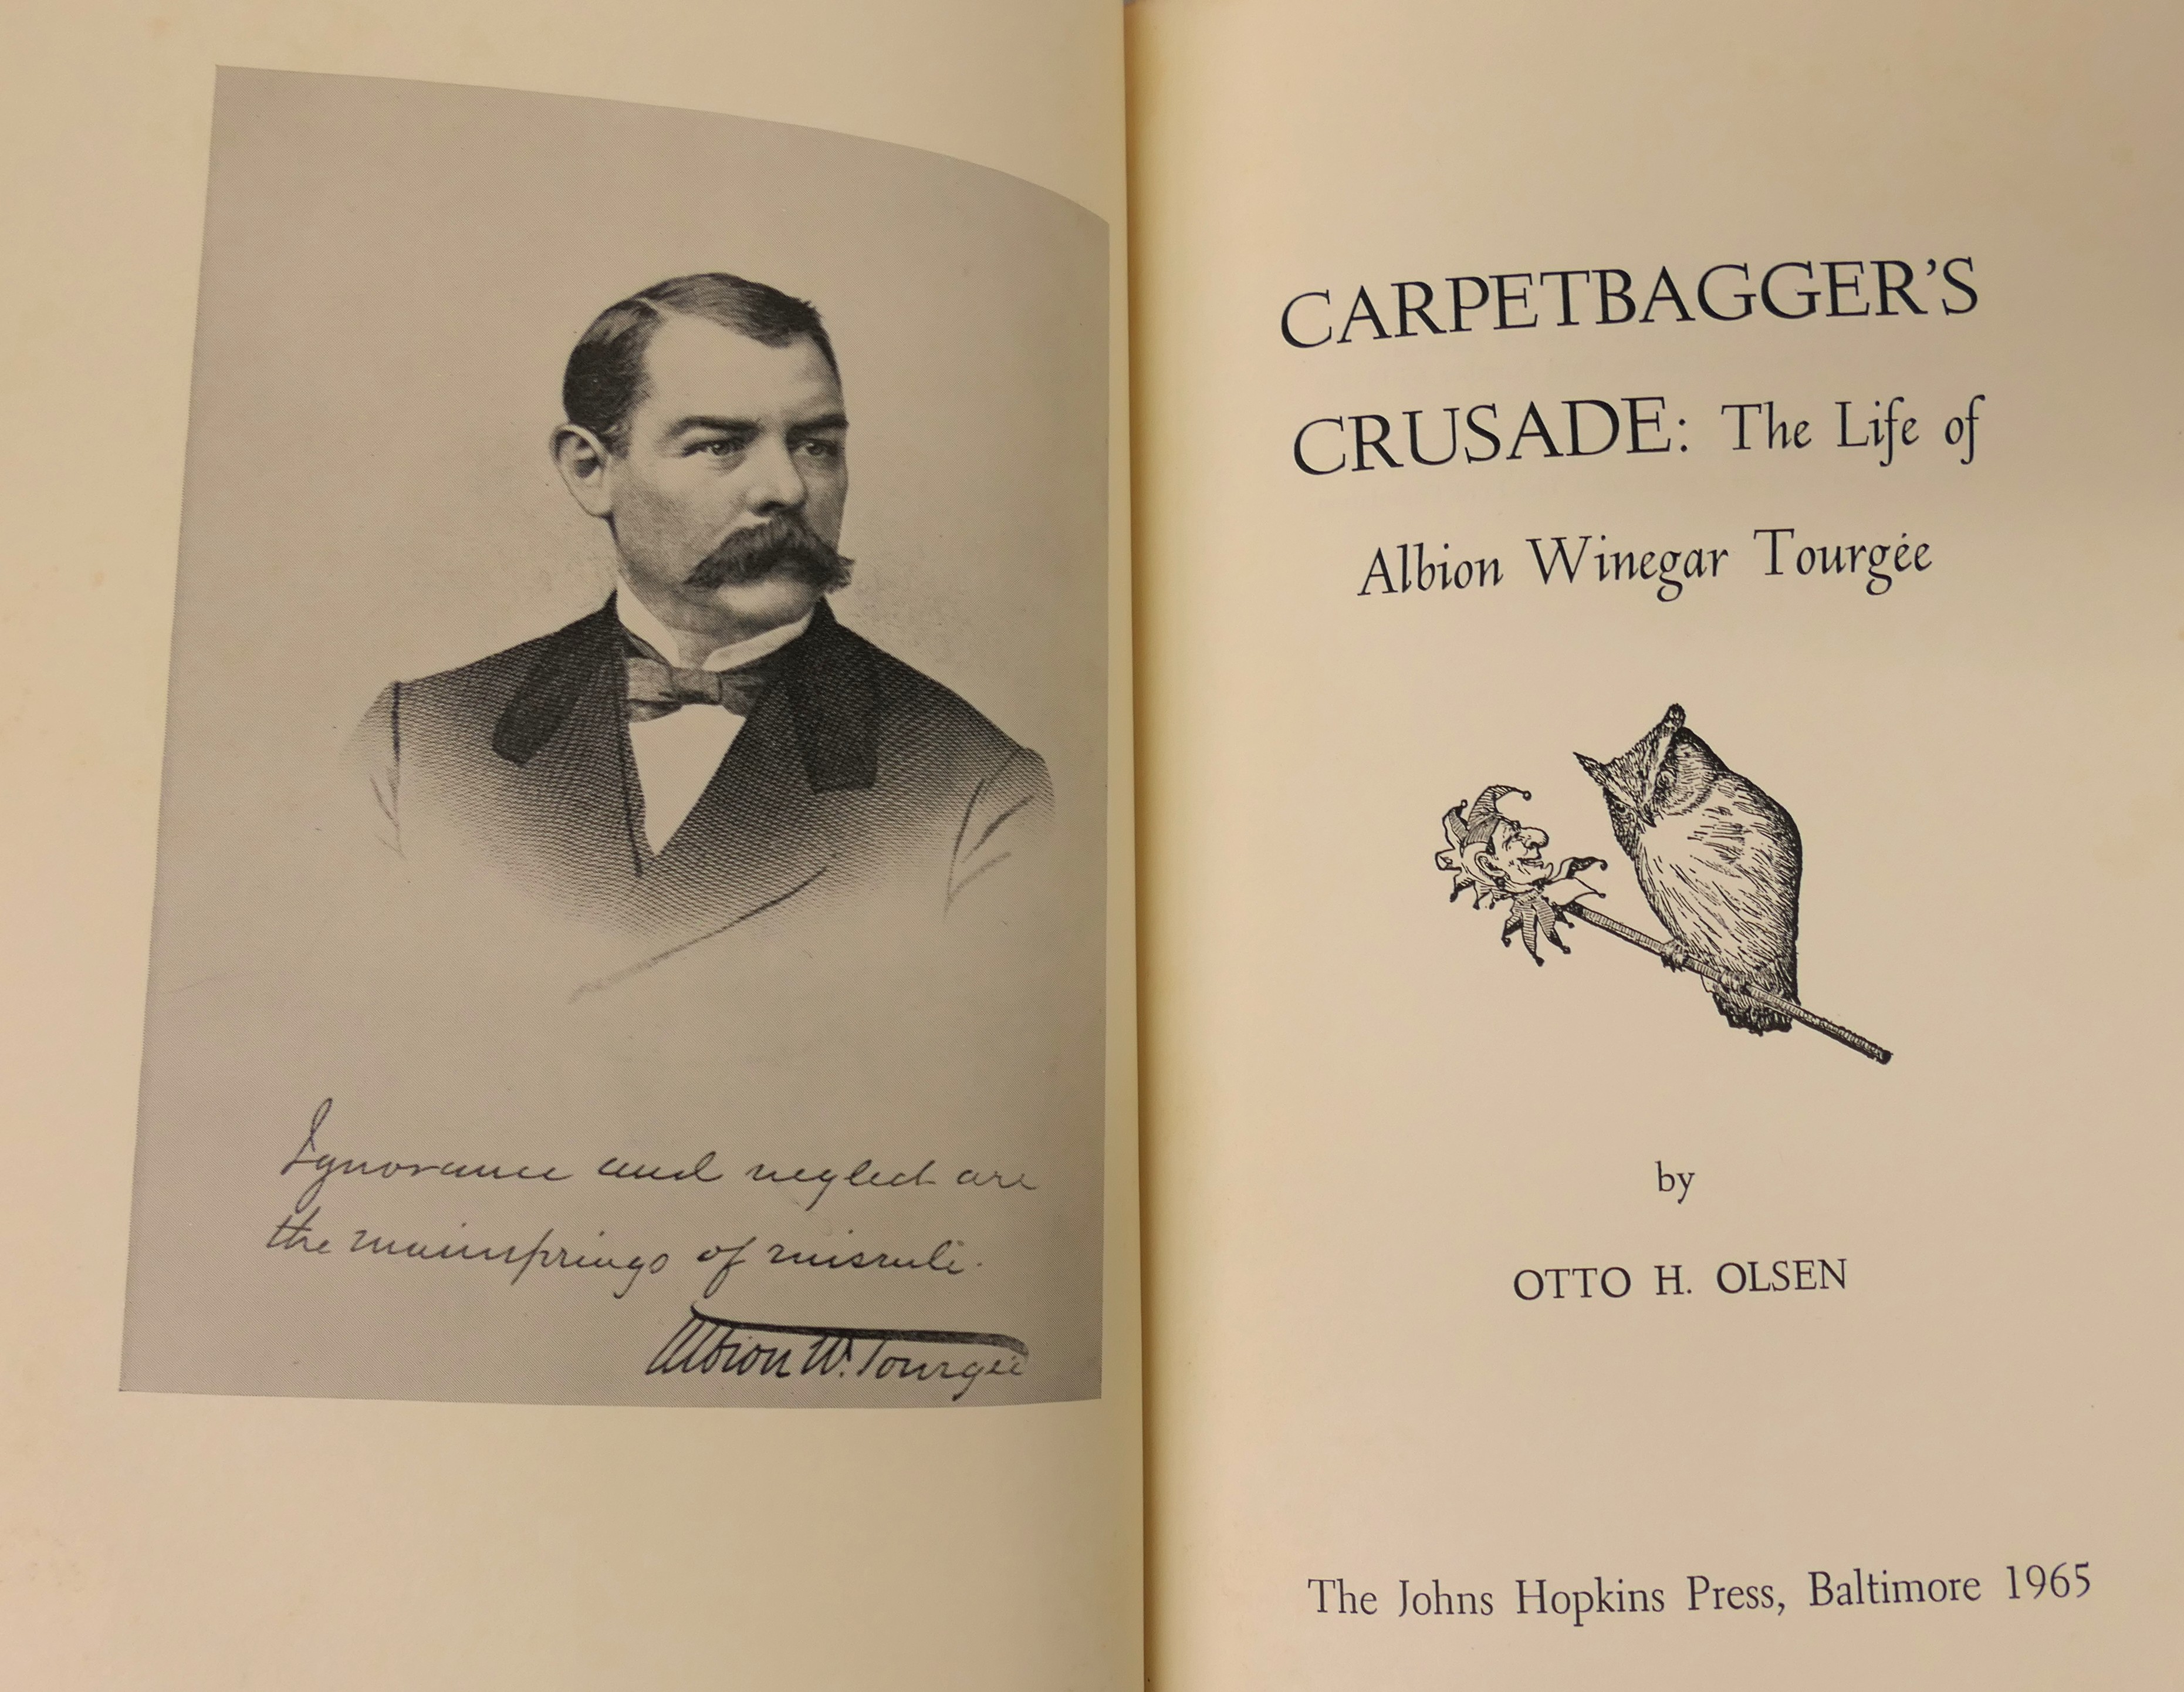 Ignorance and neglect are
the mainsprings of misrule.
Albion W. Tourgée
CARPETBAGGER'S
CRUSADE: The Life of
Albion Winegar Tourgée
by
OTTO H. OLSEN
The Johns Hopkins Press, Baltimore 1965